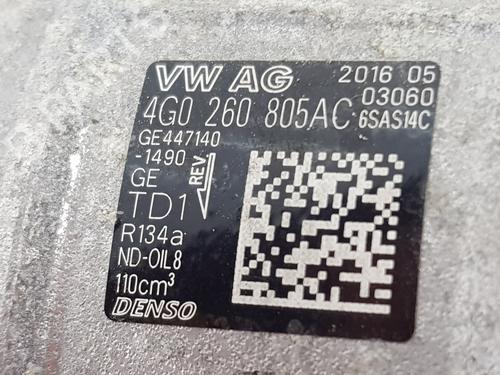 VW AG 2016 05
03060
4G0 260 805AC 6SAS14C
GE447140
-1490 REV
GE
TD1
R134a
ND-OIL8
110cm³
DENSO